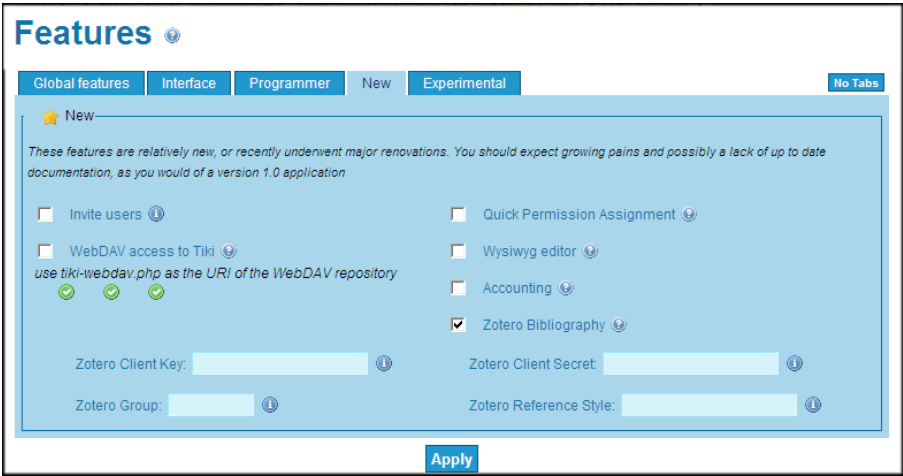 Features
Global features Interface Programmer New Experimental No Tabs
New
These features are relatively new, or recently underwent major renovations. You should expect growing pains and possibly a lack of up to date
documentation, as you would of a version 1.0 application
Invite users Quick Permission Assignment
WebDAV access to Tiki Wysiwyg editor
use tiki-webdav.php as the URI of the WebDAV repository
Accounting
Zotero Bibliography
Zotero Client Key: Zotero Client Secret:
Zotero Group: Zotero Reference Style:
Apply